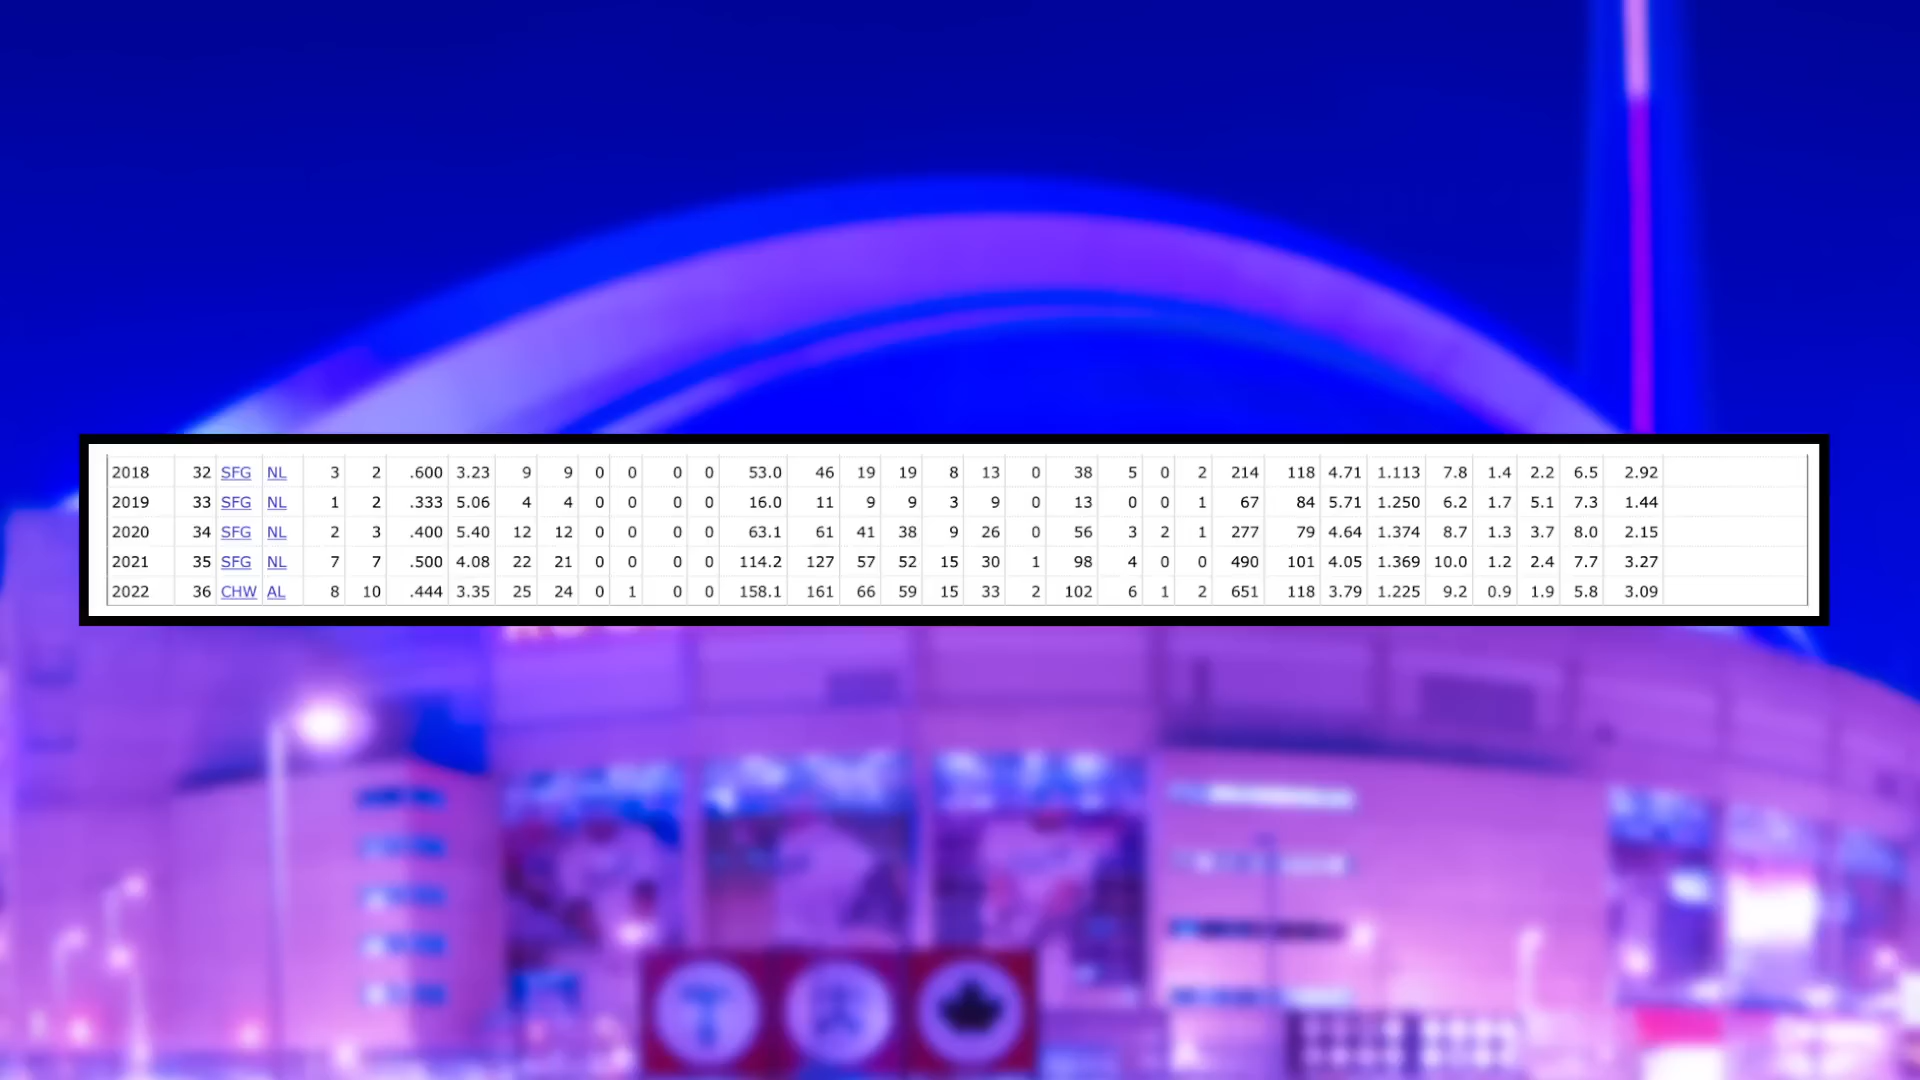 2018 32 SFG NL 3 2 .600 3.23 9 9 0 0 0 0 53.0 46 19 19 8 13 0 38 5 0 2 214 118 4.71 1.113 7.8 1.4 2.2 6.5 2.92
2019 33 SFG NL 1 2 .333 5.06 4 4 0 0 0 0 16.0 11 9 9 3 9 0 13 0 0 1 67 84 5.71 1.250 6.2 1.7 5.1 7.3 1.44
2020 34 SFG NL 2 3 .400 5.40 12 12 0 0 0 0 63.1 61 41 38 9 26 0 56 3 2 1 277 79 4.64 1.374 8.7 1.3 3.7 8.0 2.15
2021 35 SFG NL 7 7 .500 4.08 22 21 0 0 0 0 114.2 127 57 52 15 30 1 98 4 0 0 490 101 4.05 1.369 10.0 1.2 2.4 7.7 3.27
2022 36 CHW AL 8 10 .444 3.35 25 24 0 1 0 0 158.1 161 66 59 15 33 2 102 6 1 2 651 118 3.79 1.225 9.2 0.9 1.9 5.8 3.09